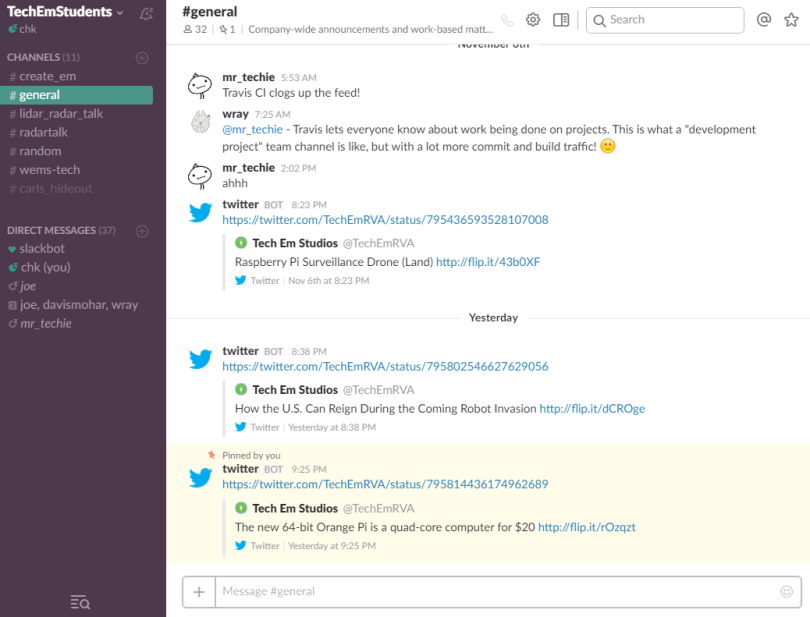 TechEmStudents
chk
CHANNELS (11)
# create_em
# general
# lidar_radar_talk
# radartalk
# random
# wems-tech
# carls_hideout
DIRECT MESSAGES (37)
slackbot
chk (you)
joe
joe, davismohar, wray
mr_techie
#general
32 | 1 | Company-wide announcements and work-based matt...
Search
November 6th
mr_techie 5:53 AM
Travis CI clogs up the feed!
wray 7:25 AM
@mr_techie - Travis lets everyone know about work being done on projects. This is what a "development
project" team channel is like, but with a lot more commit and build traffic!
mr_techie 2:02 PM
ahhh
twitter BOT 8:23 PM
https://twitter.com/TechEmRVA/status/795436593528107008
Tech Em Studios @TechEmRVA
Raspberry Pi Surveillance Drone (Land) http://flip.it/43b0XF
Twitter | Nov 6th at 8:23 PM
Yesterday
twitter BOT 8:38 PM
https://twitter.com/TechEmRVA/status/795802546627629056
Tech Em Studios @TechEmRVA
How the U.S. Can Reign During the Coming Robot Invasion http://flip.it/dCROge
Twitter | Yesterday at 8:38 PM
Pinned by you
twitter BOT 9:25 PM
https://twitter.com/TechEmRVA/status/795814436174962689
Tech Em Studios @TechEmRVA
The new 64-bit Orange Pi is a quad-core computer for $20 http://flip.it/rOzqzt
Twitter | Yesterday at 9:25 PM
Message #general